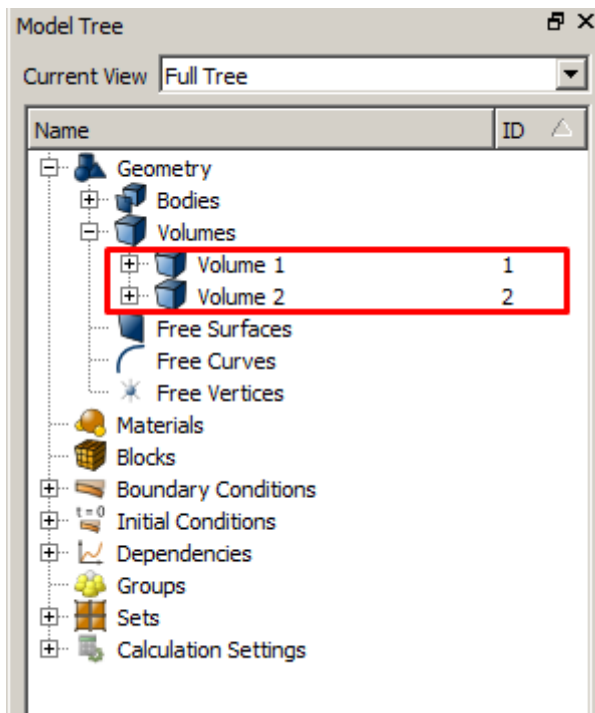 Model Tree
Current View Full Tree
Name ID
Geometry
Bodies
Volumes
Volume 1 1
Volume 2 2
Free Surfaces
Free Curves
Free Vertices
Materials
Blocks
Boundary Conditions
t=0 Initial Conditions
Dependencies
Groups
Sets
Calculation Settings